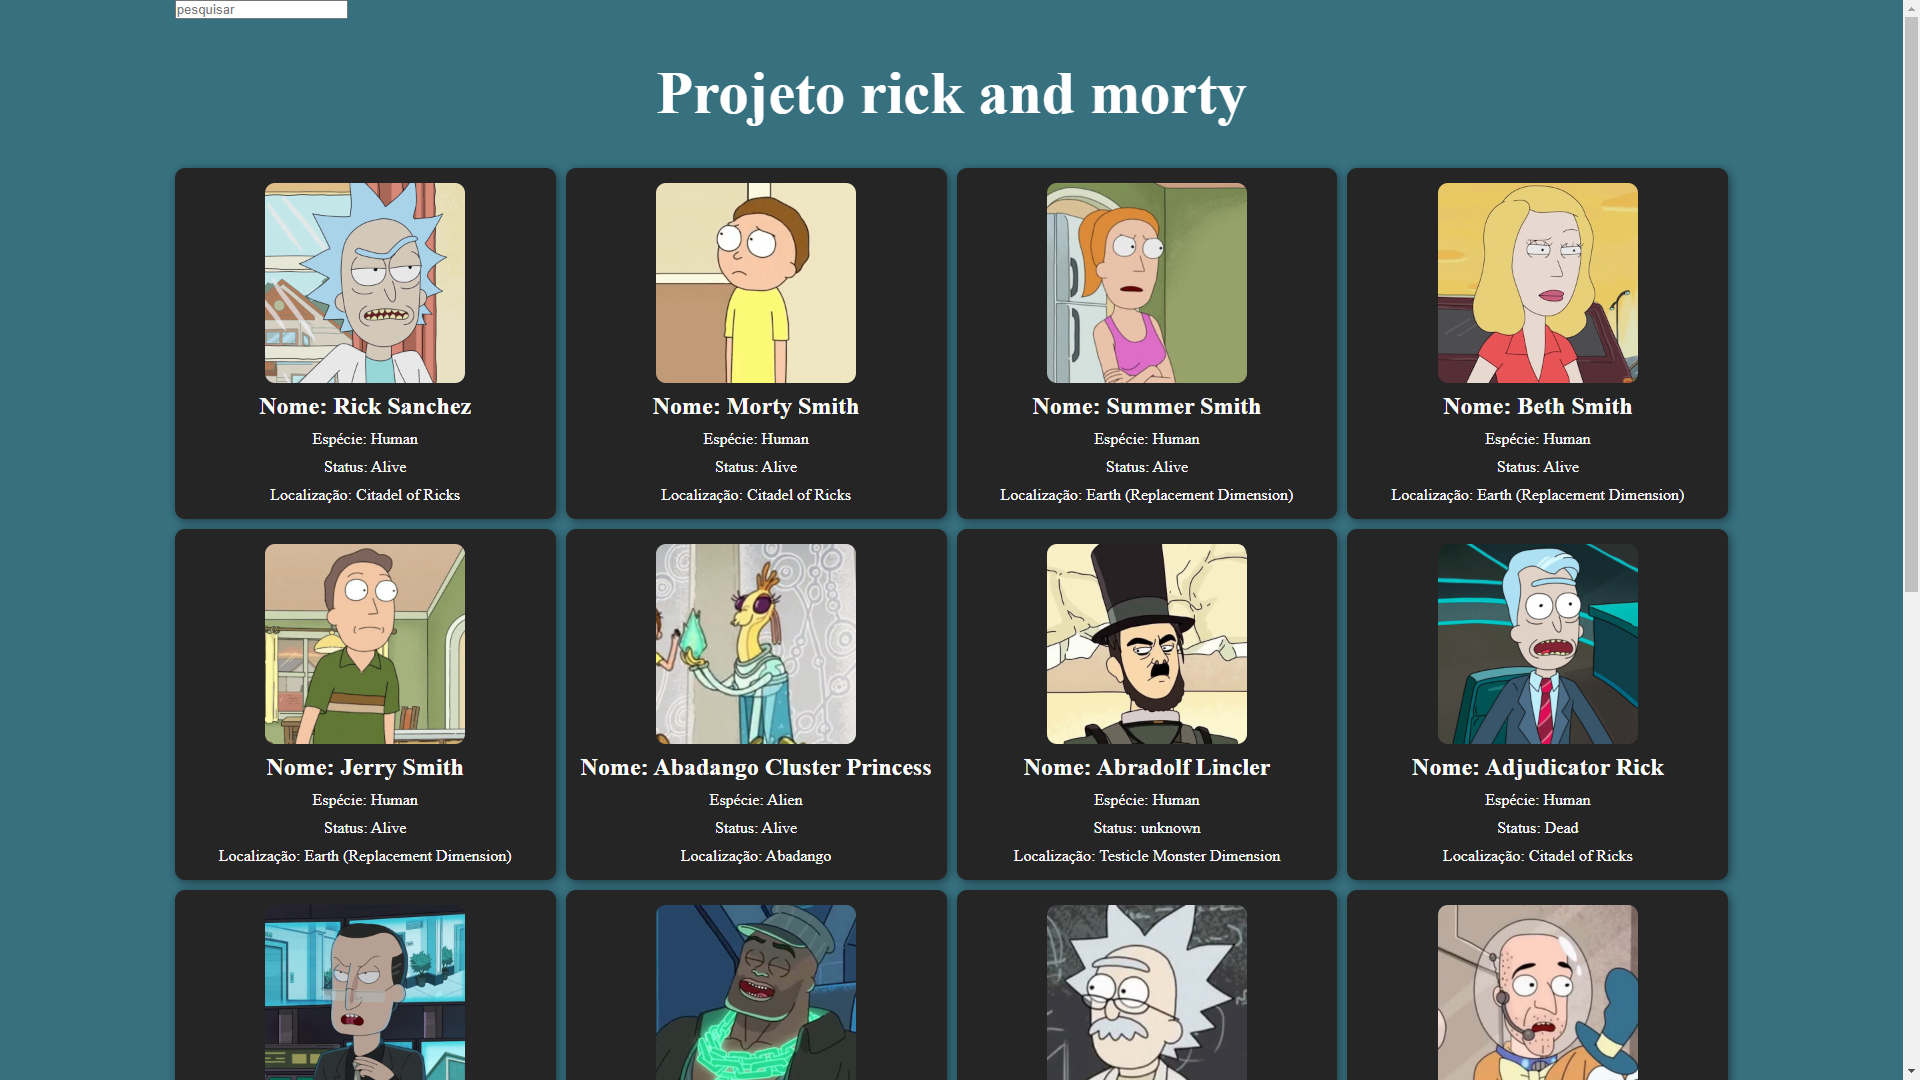 pesquisar
Projeto rick and morty
Nome: Rick Sanchez
Espécie: Human
Status: Alive
Localização: Citadel of Ricks
Nome: Morty Smith
Espécie: Human
Status: Alive
Localização: Citadel of Ricks
Nome: Summer Smith
Espécie: Human
Status: Alive
Localização: Earth (Replacement Dimension)
Nome: Beth Smith
Espécie: Human
Status: Alive
Localização: Earth (Replacement Dimension)
Nome: Jerry Smith
Espécie: Human
Status: Alive
Localização: Earth (Replacement Dimension)
Nome: Abadango Cluster Princess
Espécie: Alien
Status: Alive
Localização: Abadango
Nome: Abradolf Lincler
Espécie: Human
Status: unknown
Localização: Testicle Monster Dimension
Nome: Adjudicator Rick
Espécie: Human
Status: Dead
Localização: Citadel of Ricks